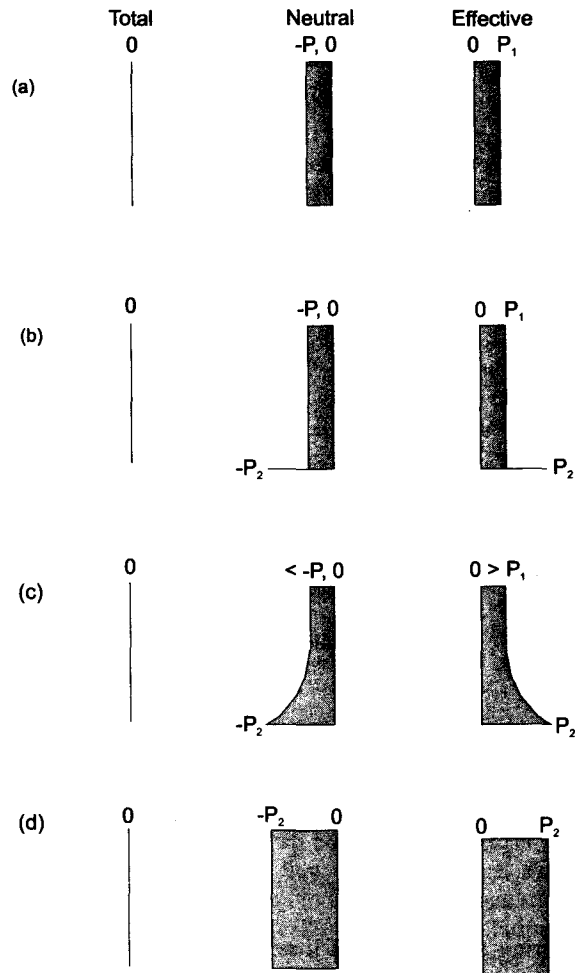 Total Neutral Effective
0 -P, 0 0 P₁
(a)
0 -P, 0 0 P₁
(b)
-P₂ P₂
0 < -P, 0 0 > P₁
(c)
-P₂ P₂
(d) 0 -P₂ 0 0 P₂